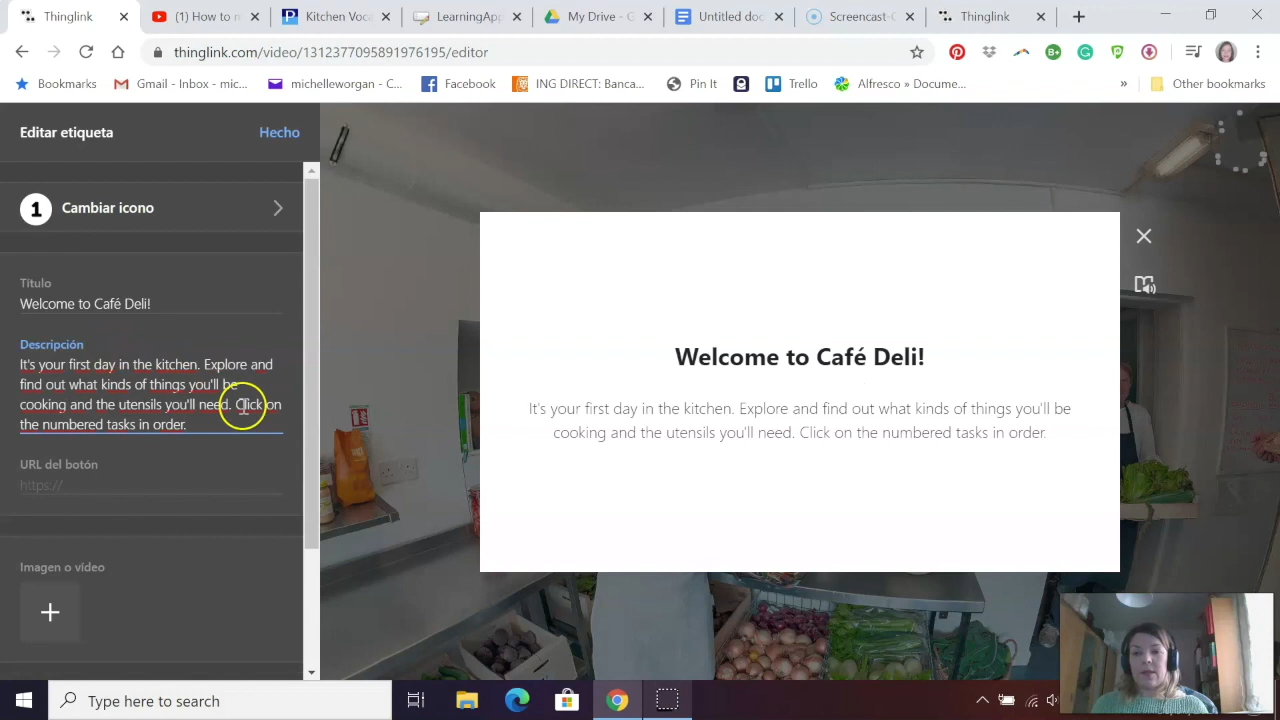 Thinglink
(1) How to m
Kitchen Voca
LearningApp
My Drive - G
Untitled doc
Screencast-C
Thinglink
thinglink.com/video/1312377095891976195/editor
Bookmarks
Gmail - Inbox - mic...
michelleworgan - C...
Facebook
ING DIRECT: Banca...
Pin It
Trello
Alfresco » Docume...
»
Other bookmarks
Editar etiqueta
Hecho
1
Cambiar icono
Título
Welcome to Café Deli!
Descripción
It's your first day in the kitchen. Explore and
find out what kinds of things you'll be
cooking and the utensils you'll need. Click on
the numbered tasks in order.
URL del botón
https://
Imagen o vídeo
Welcome to Café Deli!
It's your first day in the kitchen. Explore and find out what kinds of things you'll be
cooking and the utensils you'll need. Click on the numbered tasks in order.
Type here to search